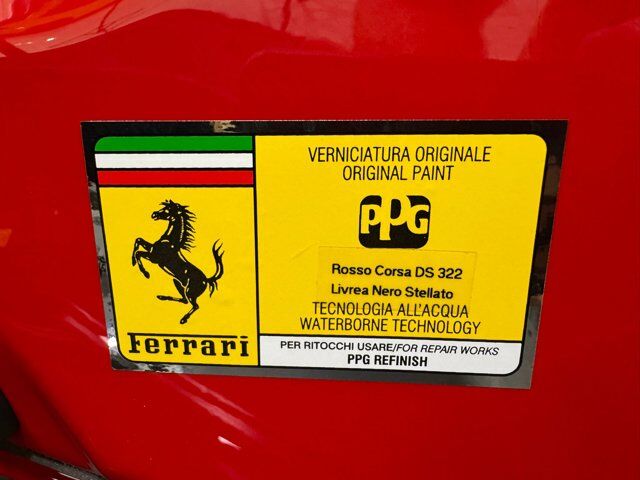 Ferrari
VERNICIATURA ORIGINALE
ORIGINAL PAINT
PPG
Rosso Corsa DS 322
Livrea Nero Stellato
TECNOLOGIA ALL'ACQUA
WATERBORNE TECHNOLOGY
PER RITOCCHI USARE/FOR REPAIR WORKS
PPG REFINISH